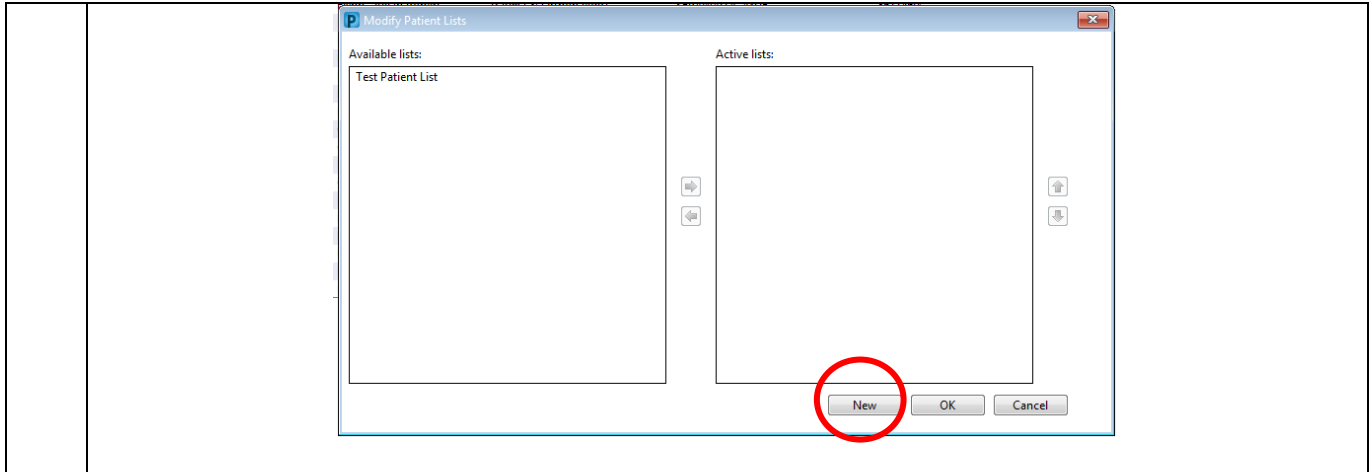 P Modify Patient Lists
Available lists:
Active lists:
Test Patient List
New
OK
Cancel